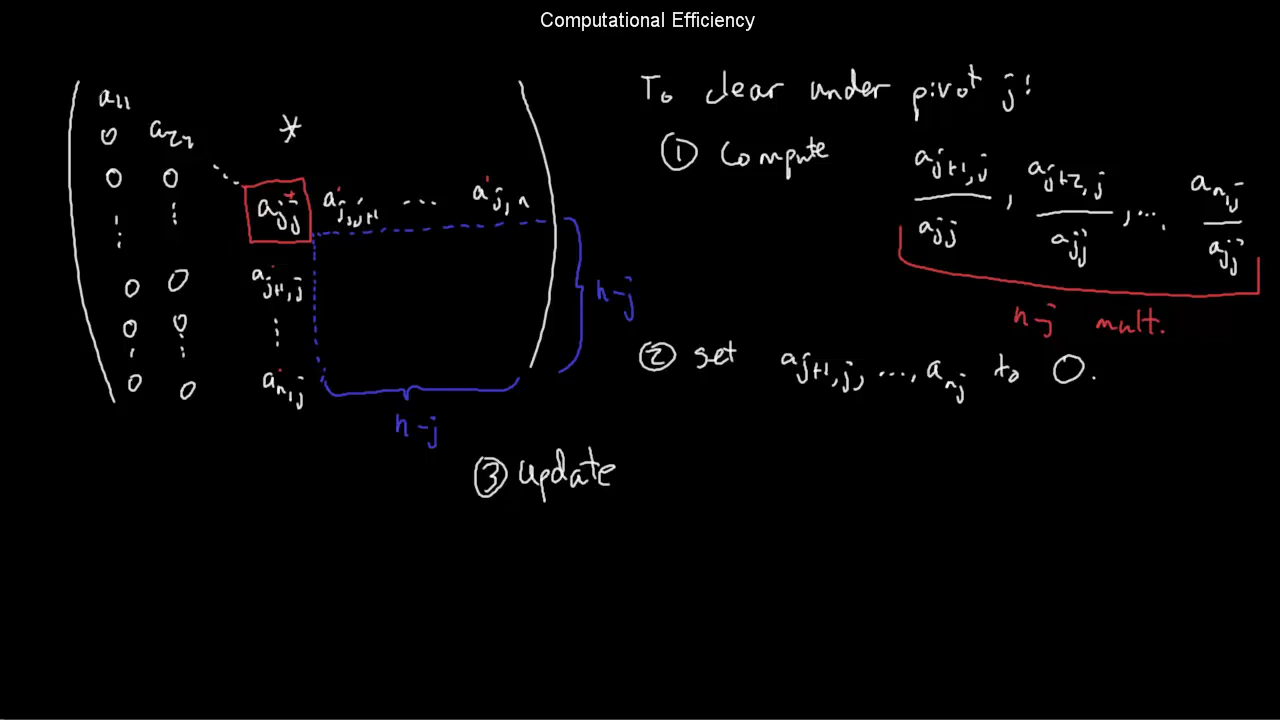 Computational Efficiency
a11
0 a22 *
0 0 ⋱
⋮ ⋮ ajj aj,j+1 ... aj,n
0 0 aj+1,j
0 0 ⋮
⋮ ⋮
0 0 an,j
n-j
n-j
To clear under pivot j:
① Compute aj+1,j/ajj , aj+2,j/ajj ,..., an,j/ajj
n-j mult.
② set aj+1,j, ..., anj to 0.
③ update